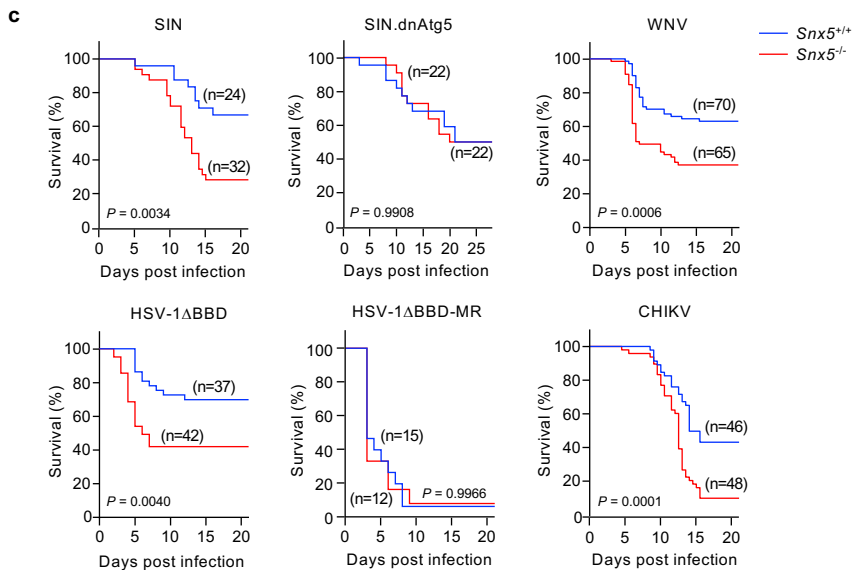 c
SIN
SIN.dnAtg5
WNV
Snx5+/+
Snx5-/-
Survival (%)
100
80
60
40
20
0
(n=24)
(n=32)
P = 0.0034
0 5 10 15 20
Days post infection
Survival (%)
100
80
60
40
20
0
(n=22)
(n=22)
P = 0.9908
0 5 10 15 20 25
Days post infection
Survival (%)
100
80
60
40
20
0
(n=70)
(n=65)
P = 0.0006
0 5 10 15 20
Days post infection
HSV-1ΔBBD
HSV-1ΔBBD-MR
CHIKV
Survival (%)
100
80
60
40
20
0
(n=37)
(n=42)
P = 0.0040
0 5 10 15 20
Days post infection
Survival (%)
100
80
60
40
20
0
(n=15)
(n=12)
P = 0.9966
0 5 10 15 20
Days post infection
Survival (%)
100
80
60
40
20
0
(n=46)
(n=48)
P = 0.0001
0 5 10 15 20
Days post infection